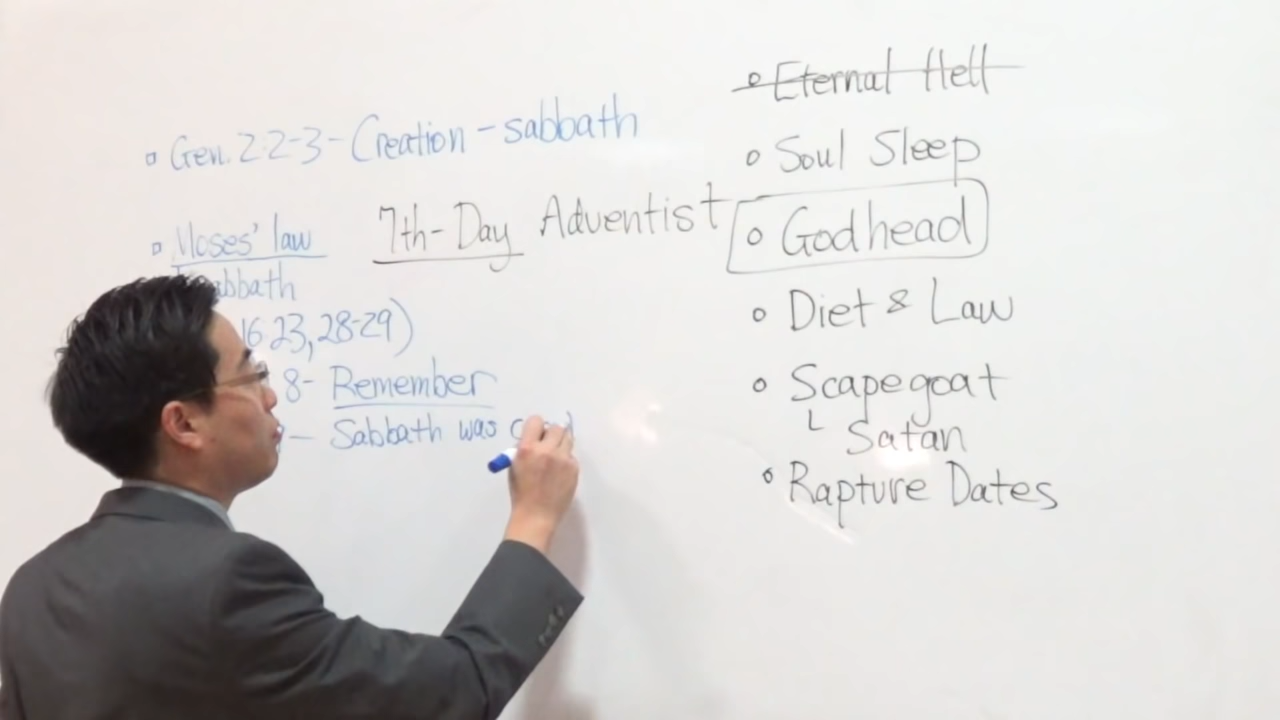 Gen. 2:2-3 - Creation - sabbath
7th-Day Adventist
Moses' law
16:23, 28-29)
8 - Remember
- Sabbath was
Eternal Hell
Soul Sleep
Godhead
Diet & Law
Scapegoat
Satan
Rapture Dates